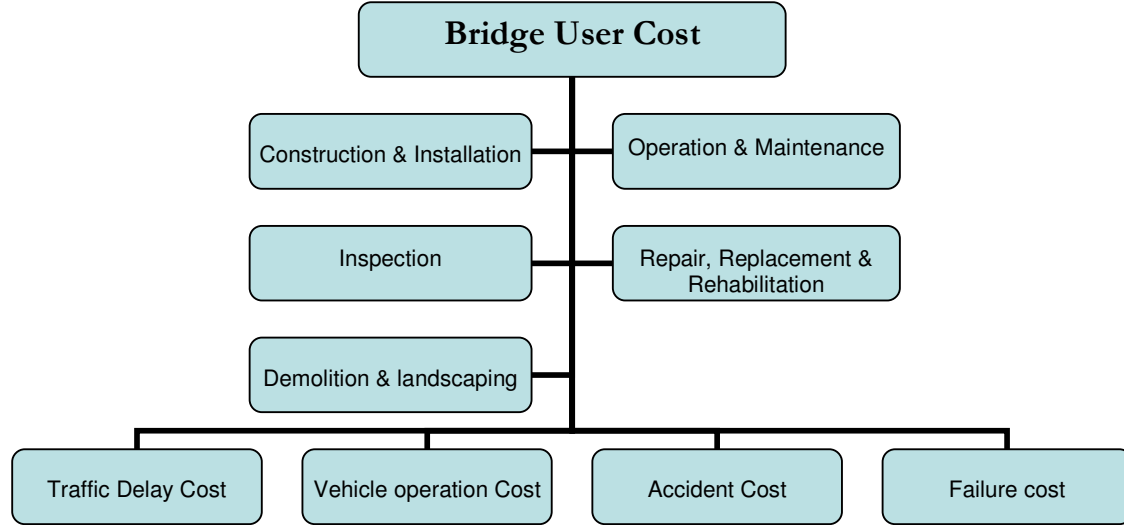 Bridge User Cost
Construction & Installation
Operation & Maintenance
Inspection
Repair, Replacement &
Rehabilitation
Demolition & landscaping
Traffic Delay Cost
Vehicle operation Cost
Accident Cost
Failure cost